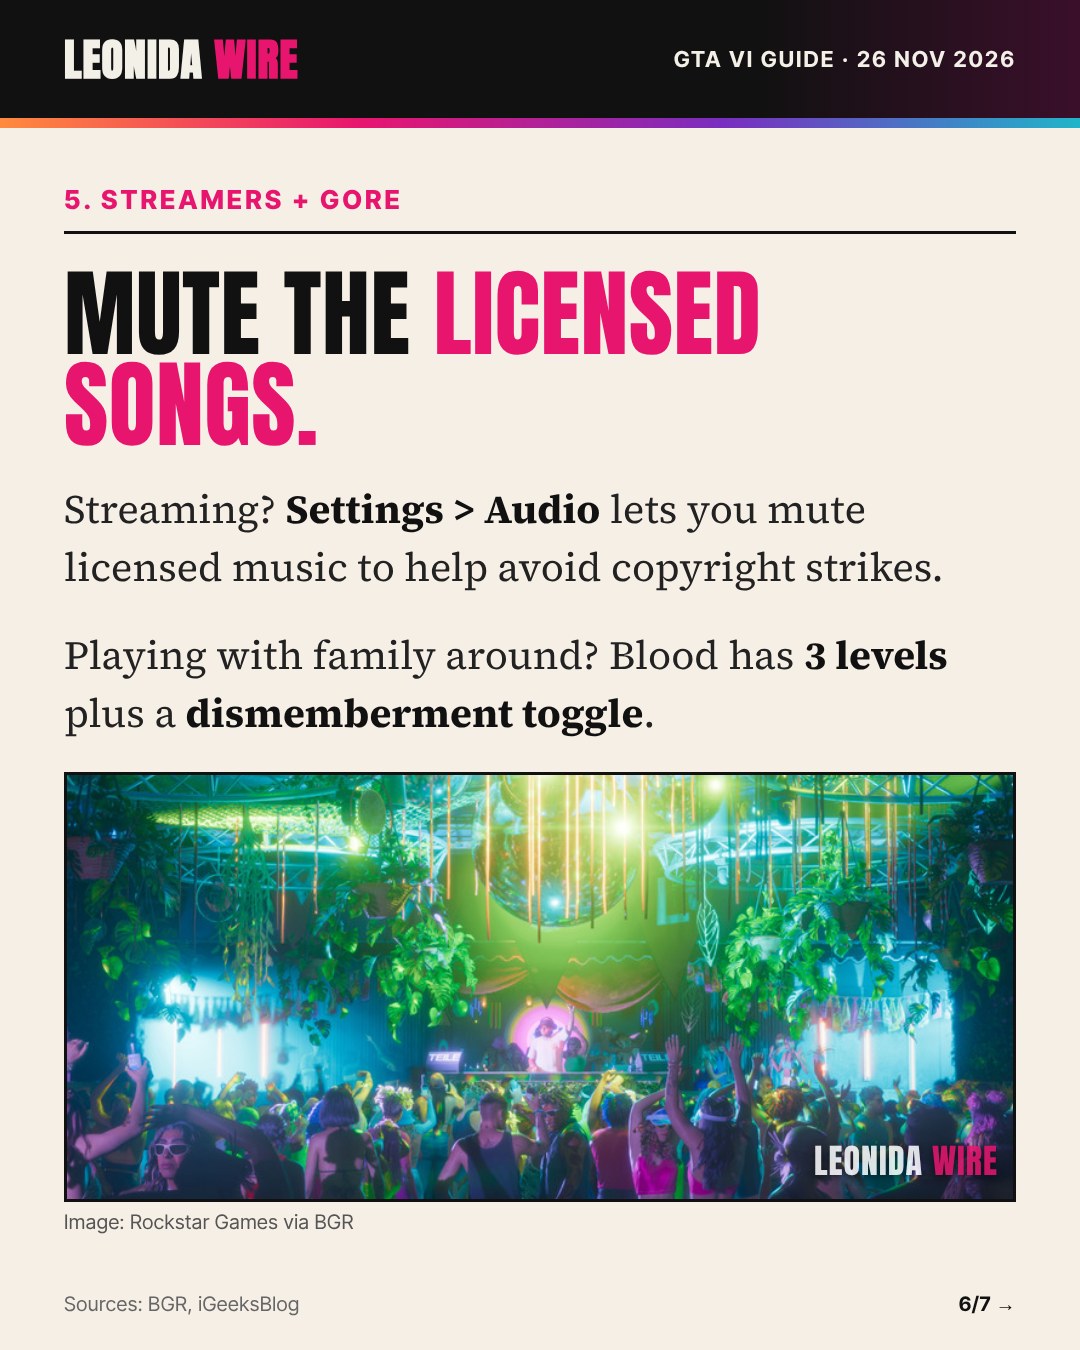 LEONIDA WIRE
GTA VI GUIDE · 26 NOV 2026
5. STREAMERS + GORE
MUTE THE LICENSED
SONGS.
Streaming? Settings > Audio lets you mute
licensed music to help avoid copyright strikes.
Playing with family around? Blood has 3 levels
plus a dismemberment toggle.
LEONIDA WIRE
Image: Rockstar Games via BGR
Sources: BGR, iGeeksBlog
6/7 →